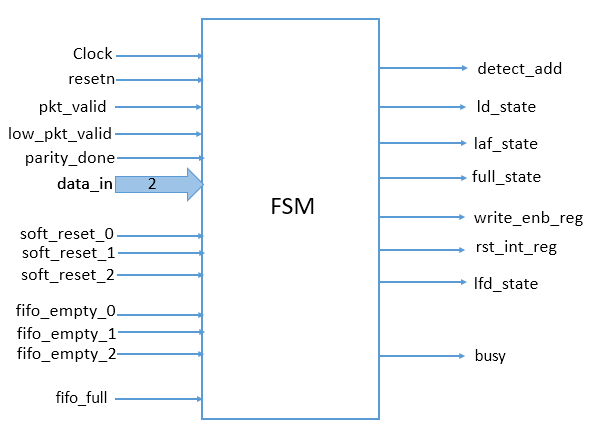 Clock
resetn
pkt_valid
low_pkt_valid
parity_done
data_in
2
soft_reset_0
soft_reset_1
soft_reset_2
fifo_empty_0
fifo_empty_1
fifo_empty_2
fifo_full
FSM
detect_add
ld_state
laf_state
full_state
write_enb_reg
rst_int_reg
lfd_state
busy